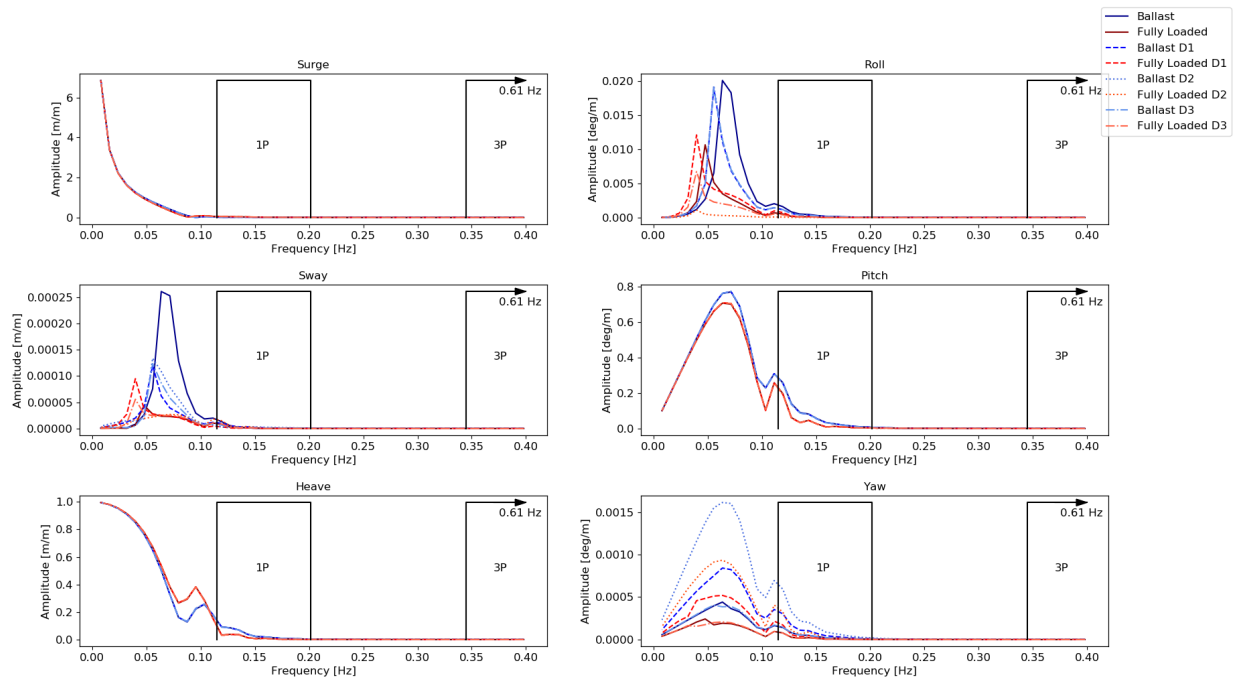 Ballast
Fully Loaded
Ballast D1
Fully Loaded D1
Ballast D2
Fully Loaded D2
Ballast D3
Fully Loaded D3
Surge
Amplitude [m/m]
6
4
2
0
1P
3P
0.61 Hz
0.00 0.05 0.10 0.15 0.20 0.25 0.30 0.35 0.40
Frequency [Hz]
Roll
Amplitude [deg/m]
0.020
0.015
0.010
0.005
0.000
1P
3P
0.61 Hz
0.00 0.05 0.10 0.15 0.20 0.25 0.30 0.35 0.40
Frequency [Hz]
Sway
Amplitude [m/m]
0.00025
0.00020
0.00015
0.00010
0.00005
0.00000
1P
3P
0.61 Hz
0.00 0.05 0.10 0.15 0.20 0.25 0.30 0.35 0.40
Frequency [Hz]
Pitch
Amplitude [deg/m]
0.8
0.6
0.4
0.2
0.0
1P
3P
0.61 Hz
0.00 0.05 0.10 0.15 0.20 0.25 0.30 0.35 0.40
Frequency [Hz]
Heave
Amplitude [m/m]
1.0
0.8
0.6
0.4
0.2
0.0
1P
3P
0.61 Hz
0.00 0.05 0.10 0.15 0.20 0.25 0.30 0.35 0.40
Frequency [Hz]
Yaw
Amplitude [deg/m]
0.0015
0.0010
0.0005
0.0000
1P
3P
0.61 Hz
0.00 0.05 0.10 0.15 0.20 0.25 0.30 0.35 0.40
Frequency [Hz]